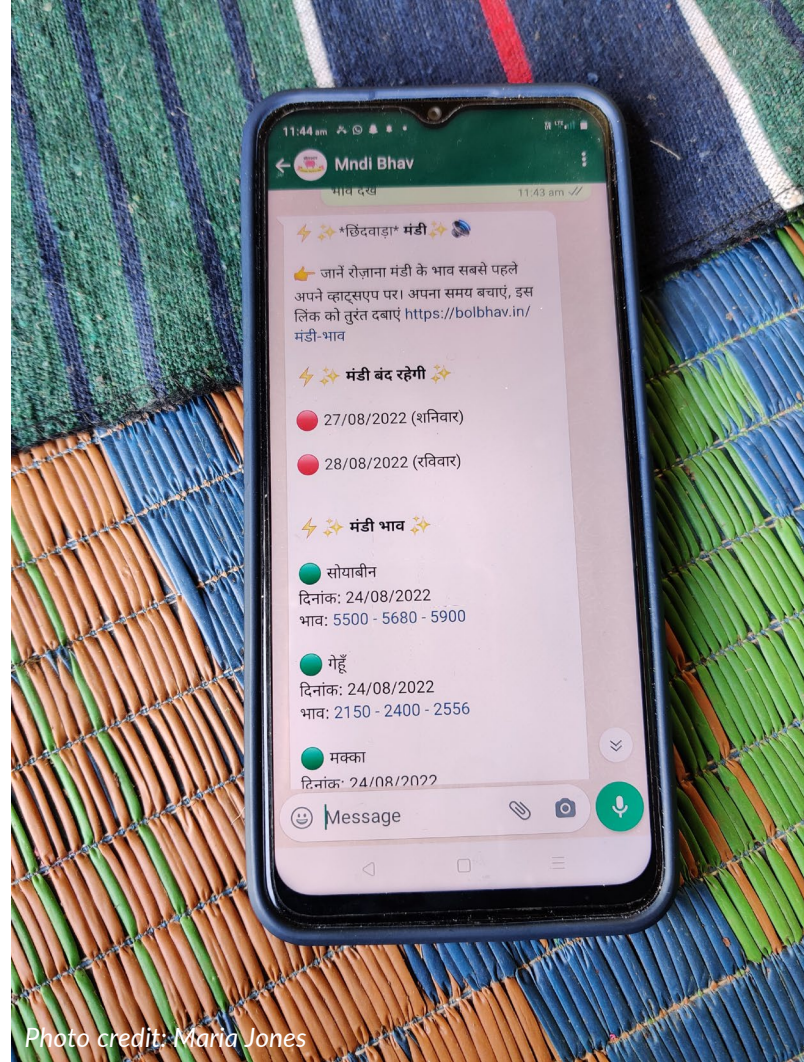 11:44 am
Mndi Bhav
भाव देखें
11:43 am
*छिंदवाड़ा* मंडी
जानें रोज़ाना मंडी के भाव सबसे पहले
अपने व्हाट्सएप पर। अपना समय बचाएं, इस
लिंक को तुरंत दबाएं https://bolbhav.in/
मंडी-भाव
मंडी बंद रहेगी
27/08/2022 (शनिवार)
28/08/2022 (रविवार)
मंडी भाव
सोयाबीन
दिनांक: 24/08/2022
भाव: 5500 - 5680 - 5900
गेहूँ
दिनांक: 24/08/2022
भाव: 2150 - 2400 - 2556
मक्का
दिनांक: 24/08/2022
Message
Photo credit: Maria Jones